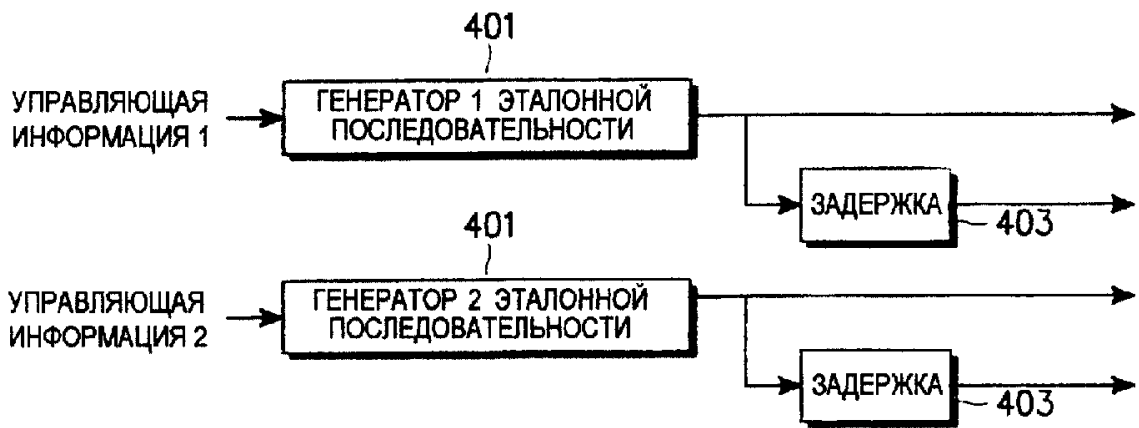 401
УПРАВЛЯЮЩАЯ
ИНФОРМАЦИЯ 1
ГЕНЕРАТОР 1 ЭТАЛОННОЙ
ПОСЛЕДОВАТЕЛЬНОСТИ
ЗАДЕРЖКА
403
401
УПРАВЛЯЮЩАЯ
ИНФОРМАЦИЯ 2
ГЕНЕРАТОР 2 ЭТАЛОННОЙ
ПОСЛЕДОВАТЕЛЬНОСТИ
ЗАДЕРЖКА
403